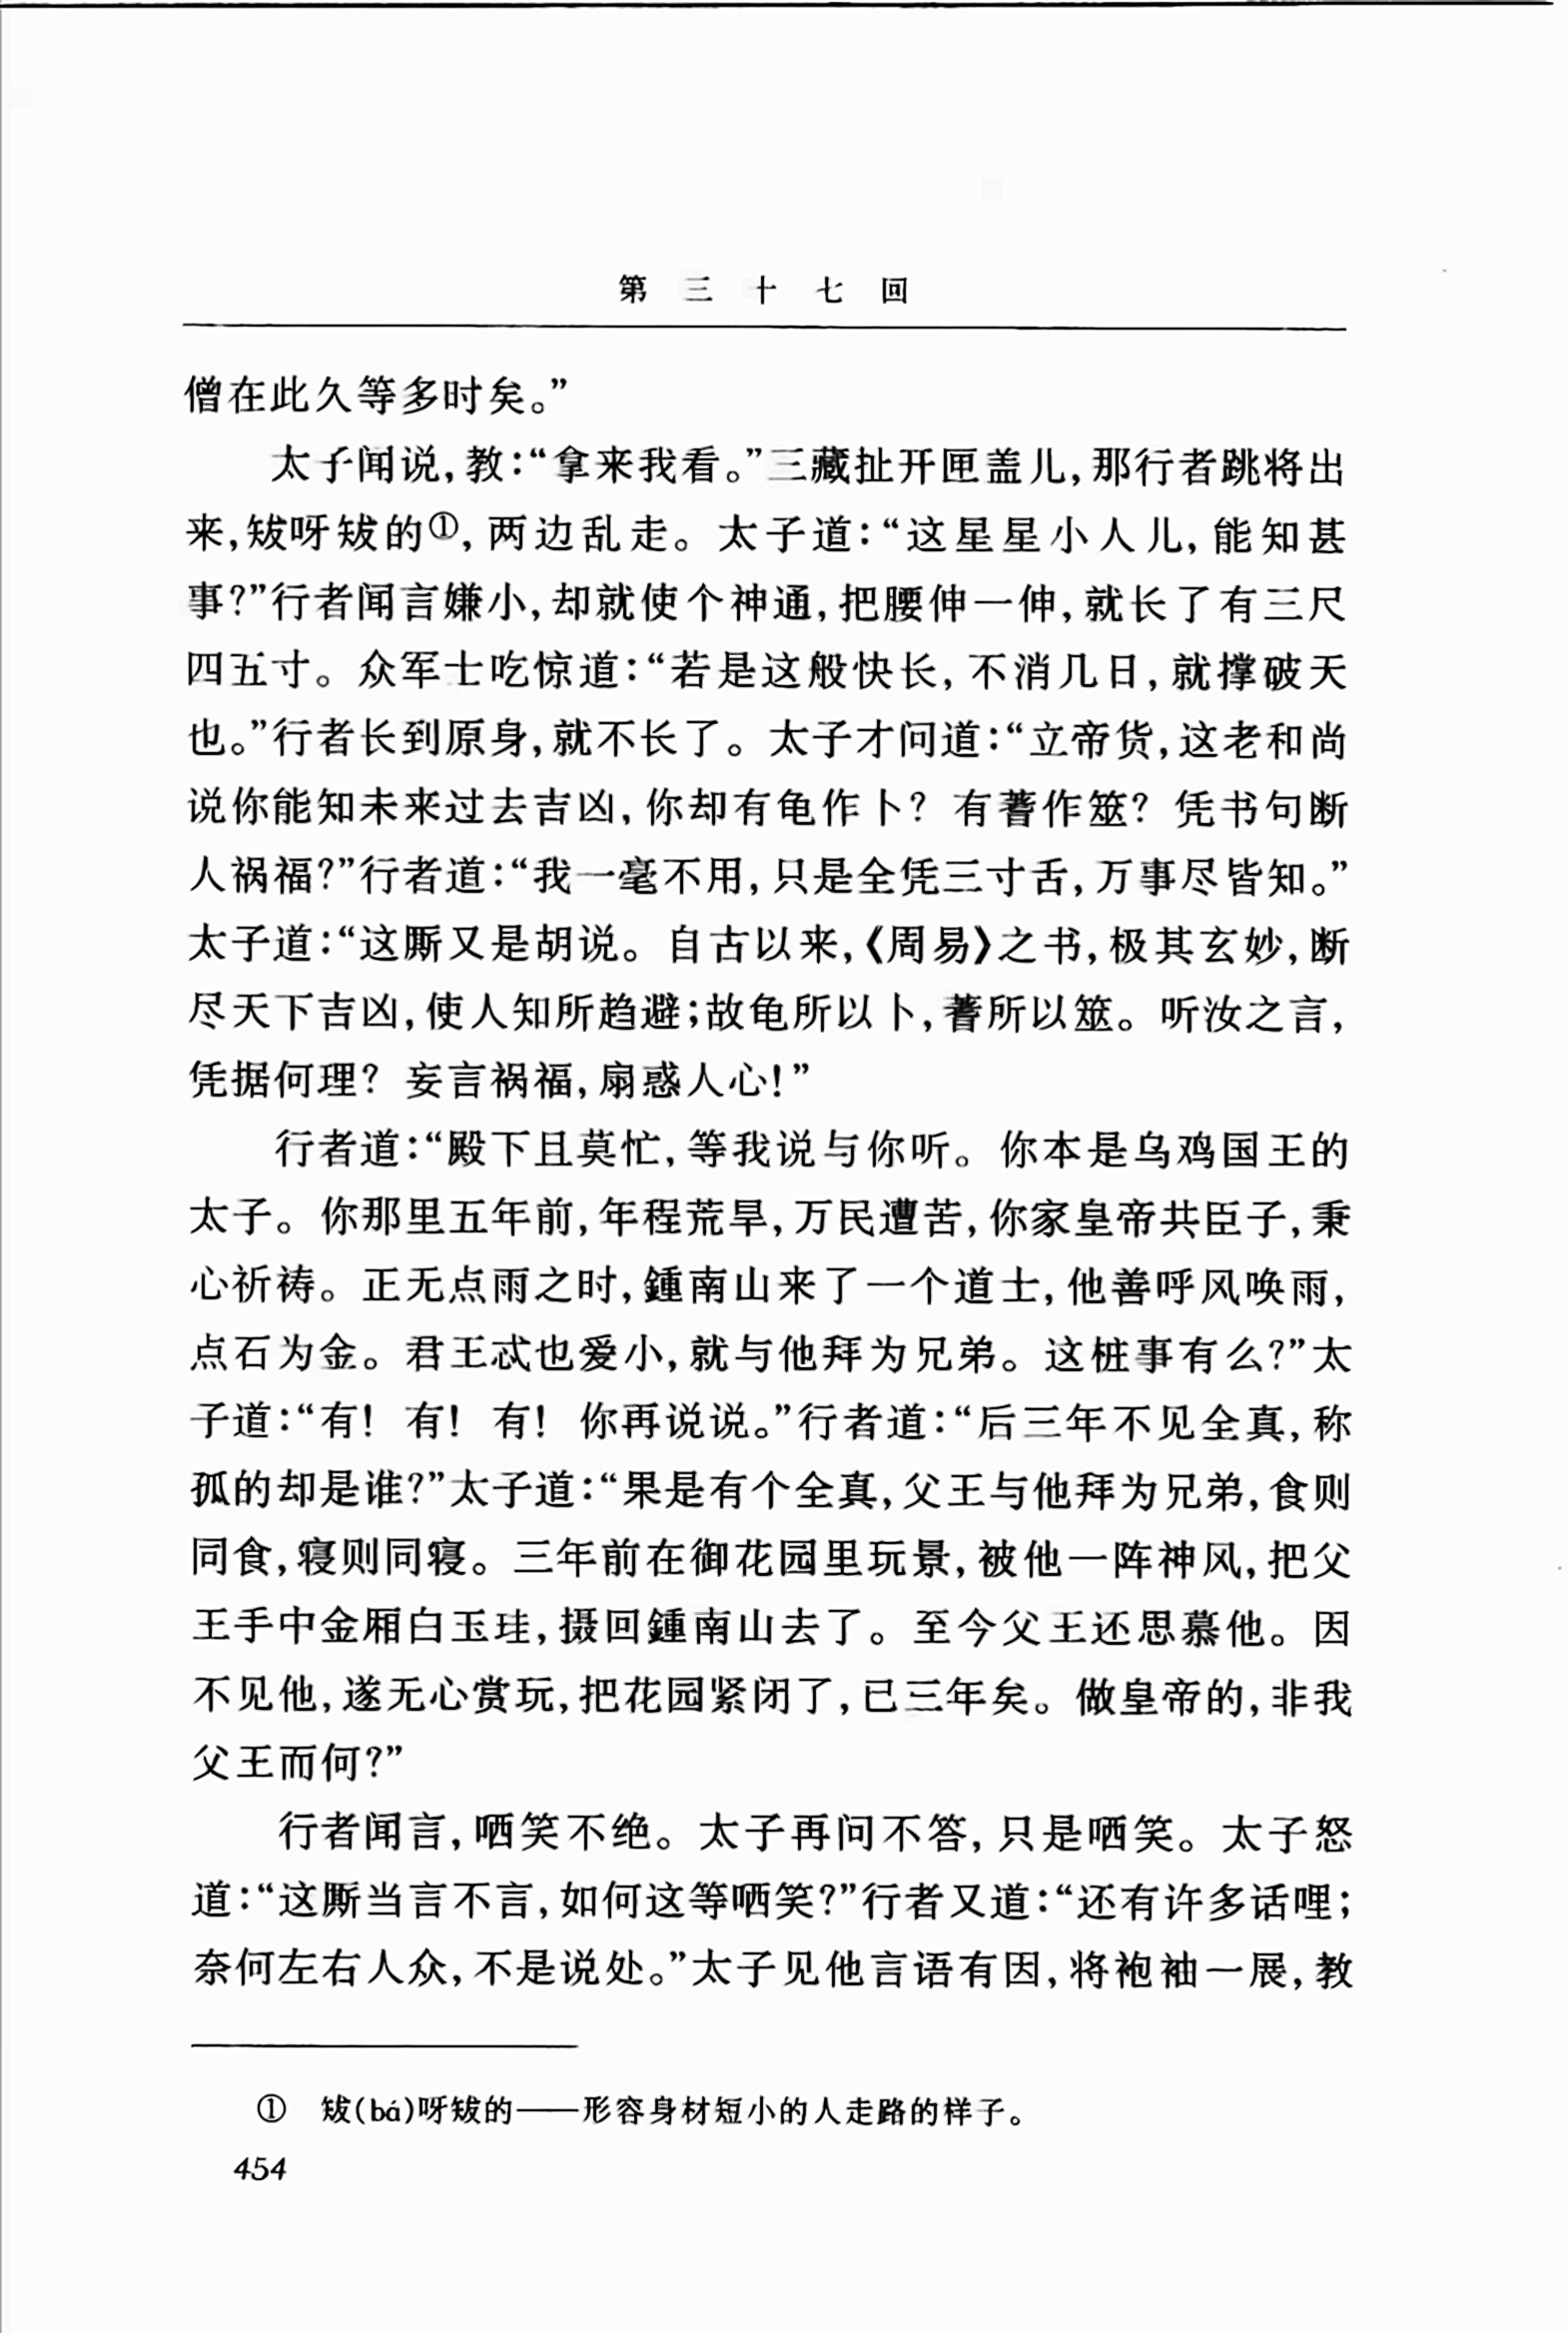 第三十七回
僧在此久等多时矣。”
太子闻说,教:“拿来我看。”三藏扯开匣盖儿,那行者跳将出
来,䟦呀䟦的①,两边乱走。太子道:“这星星小人儿,能知甚
事?”行者闻言嫌小,却就使个神通,把腰伸一伸,就长了有三尺
四五寸。众军士吃惊道:“若是这般快长,不消几日,就撑破天
也。”行者长到原身,就不长了。太子才问道:“立帝货,这老和尚
说你能知未来过去吉凶,你却有龟作卜?有蓍作筮?凭书句断
人祸福?”行者道:“我一毫不用,只是全凭三寸舌,万事尽皆知。”
太子道:“这厮又是胡说。自古以来,《周易》之书,极其玄妙,断
尽天下吉凶,使人知所趋避;故龟所以卜,蓍所以筮。听汝之言,
凭据何理?妄言祸福,扇惑人心!”
行者道:“殿下且莫忙,等我说与你听。你本是乌鸡国王的
太子。你那里五年前,年程荒旱,万民遭苦,你家皇帝共臣子,秉
心祈祷。正无点雨之时,鍾南山来了一个道士,他善呼风唤雨,
点石为金。君王忒也爱小,就与他拜为兄弟。这桩事有么?”太
子道:“有!有!有!你再说说。”行者道:“后三年不见全真,称
孤的却是谁?”太子道:“果是有个全真,父王与他拜为兄弟,食则
同食,寝则同寝。三年前在御花园里玩景,被他一阵神风,把父
王手中金厢白玉珪,摄回鍾南山去了。至今父王还思慕他。因
不见他,遂无心赏玩,把花园紧闭了,已三年矣。做皇帝的,非我
父王而何?”
行者闻言,哂笑不绝。太子再问不答,只是哂笑。太子怒
道:“这厮当言不言,如何这等哂笑?”行者又道:“还有许多话哩;
奈何左右人众,不是说处。”太子见他言语有因,将袍袖一展,教
① 䟦(bá)呀䟦的——形容身材短小的人走路的样子。
454